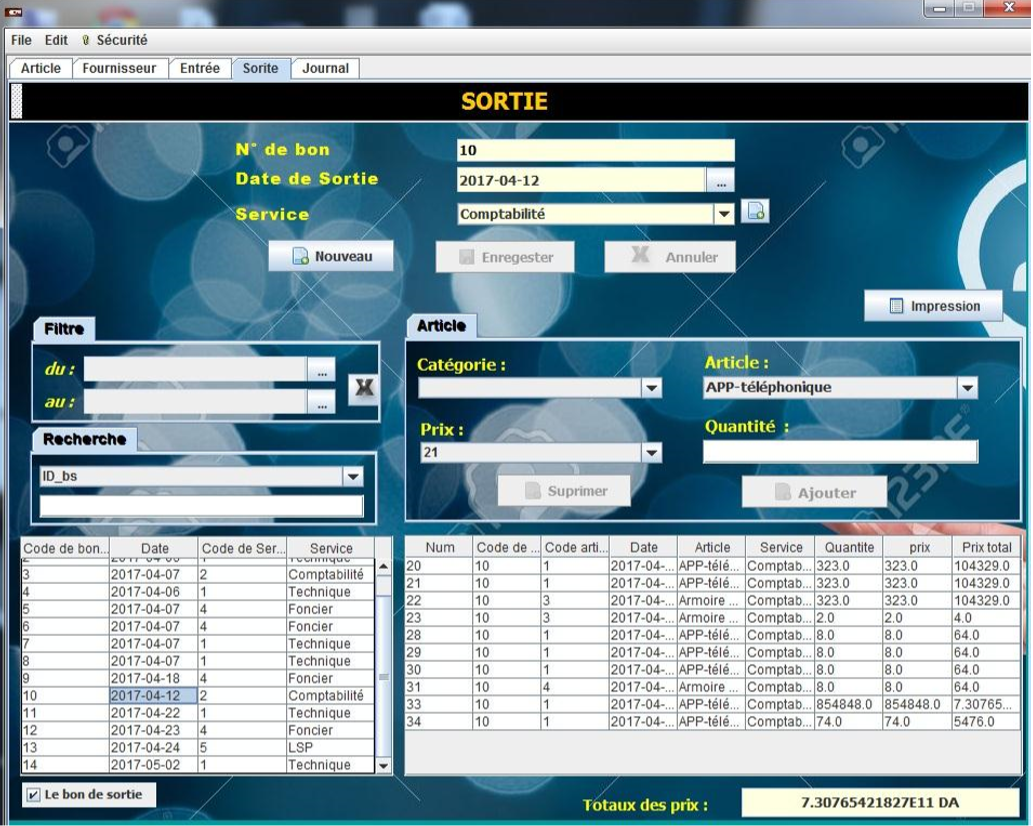 File Edit Sécurité
Article Fournisseur Entrée Sorite Journal
SORTIE
N° de bon 10
Date de Sortie 2017-04-12 ...
Service Comptabilité
Nouveau Enregester Annuler
Impression
Filtre
du : ...
au : ...
Recherche
ID_bs
Article
Catégorie : Article :
APP-téléphonique
Prix : Quantité :
21
Suprimer Ajouter
Code de bon... Date Code de Ser... Service
3 2017-04-07 2 Comptabilité
4 2017-04-06 1 Technique
5 2017-04-07 4 Foncier
6 2017-04-07 4 Foncier
7 2017-04-07 1 Technique
8 2017-04-07 1 Technique
9 2017-04-18 4 Foncier
10 2017-04-12 2 Comptabilité
11 2017-04-22 1 Technique
12 2017-04-23 4 Foncier
13 2017-04-24 5 LSP
14 2017-05-02 1 Technique
Num Code de ... Code arti... Date Article Service Quantite prix Prix total
20 10 1 2017-04-... APP-télé... Comptab... 323.0 323.0 104329.0
21 10 1 2017-04-... APP-télé... Comptab... 323.0 323.0 104329.0
22 10 3 2017-04-... Armoire ... Comptab... 323.0 323.0 104329.0
23 10 3 2017-04-... Armoire ... Comptab... 2.0 2.0 4.0
28 10 1 2017-04-... APP-télé... Comptab... 8.0 8.0 64.0
29 10 1 2017-04-... APP-télé... Comptab... 8.0 8.0 64.0
30 10 1 2017-04-... APP-télé... Comptab... 8.0 8.0 64.0
31 10 4 2017-04-... Armoire ... Comptab... 8.0 8.0 64.0
33 10 1 2017-04-... APP-télé... Comptab... 854848.0 854848.0 7.30765...
34 10 1 2017-04-... APP-télé... Comptab... 74.0 74.0 5476.0
Le bon de sortie
Totaux des prix : 7.30765421827E11 DA